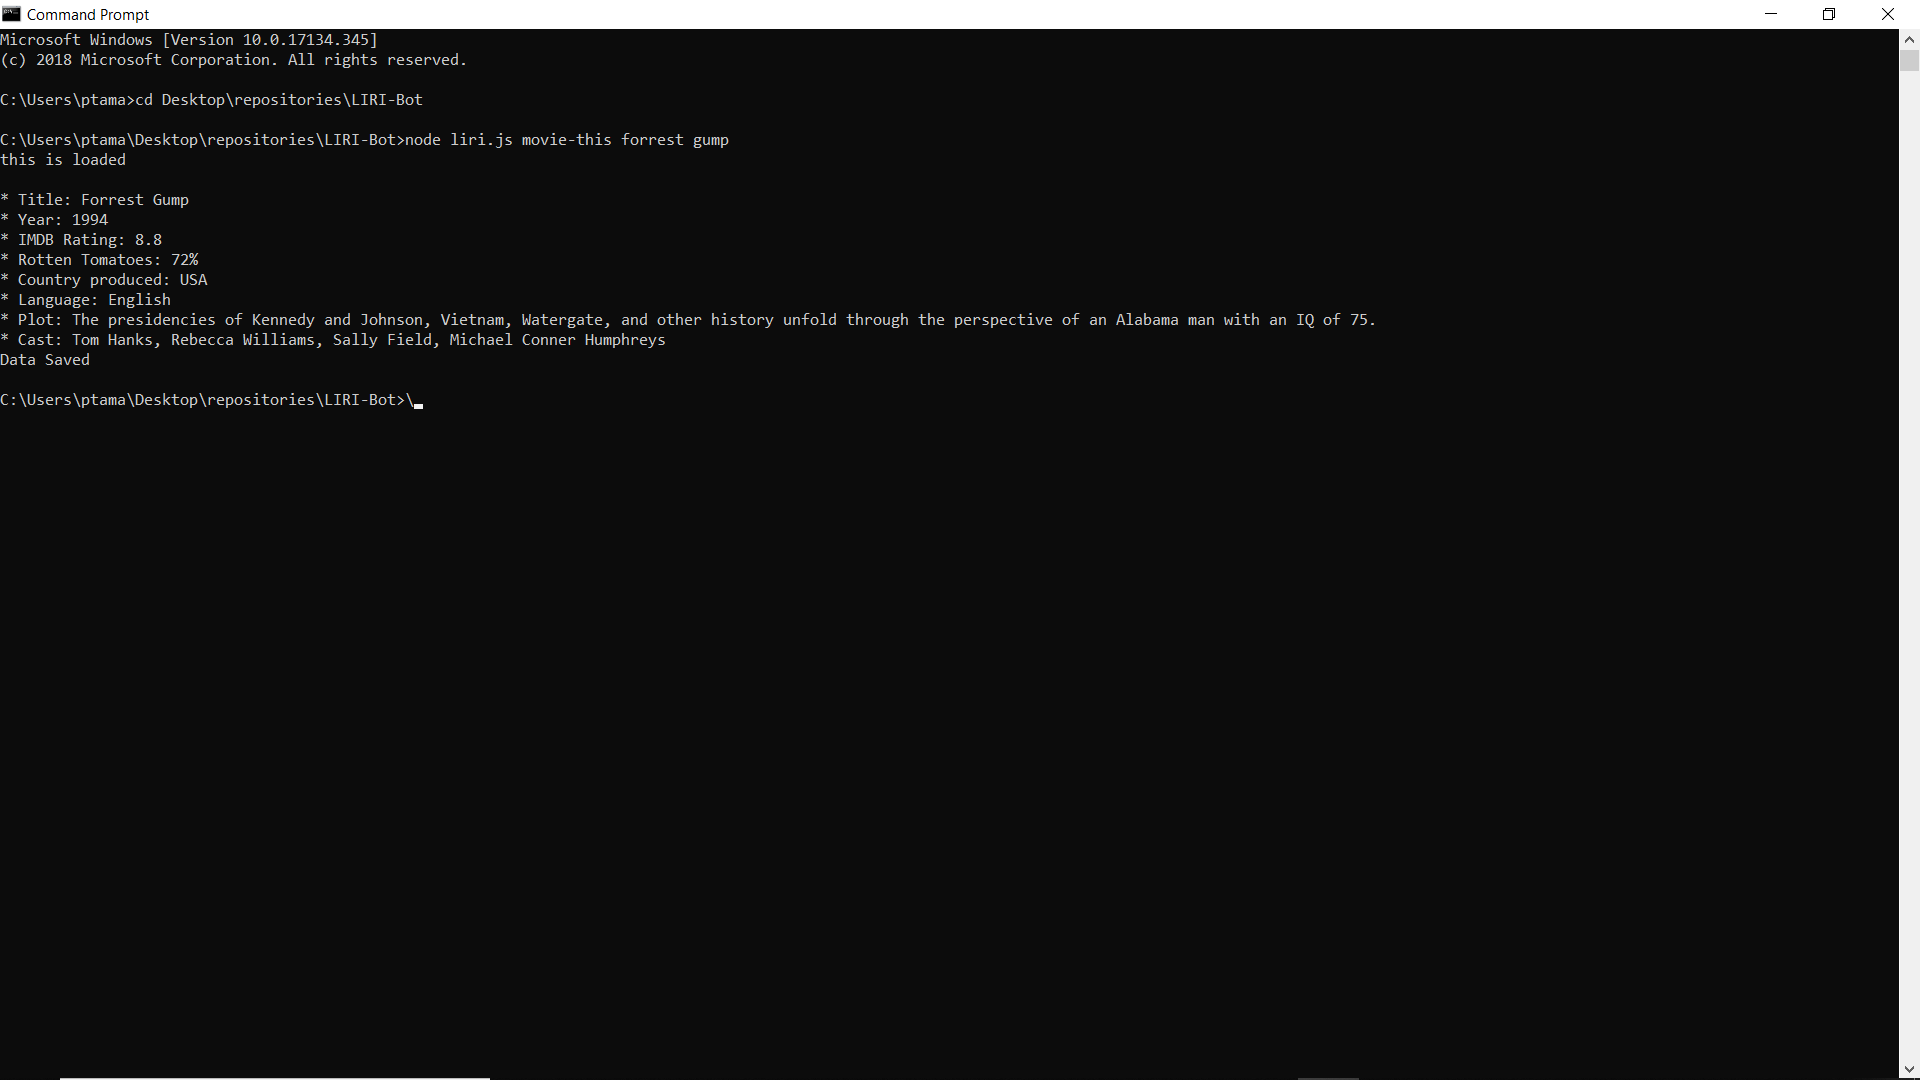 Command Prompt
Microsoft Windows [Version 10.0.17134.345]
(c) 2018 Microsoft Corporation. All rights reserved.
C:\Users\ptama>cd Desktop\repositories\LIRI-Bot
C:\Users\ptama\Desktop\repositories\LIRI-Bot>node liri.js movie-this forrest gump
this is loaded
* Title: Forrest Gump
* Year: 1994
* IMDB Rating: 8.8
* Rotten Tomatoes: 72%
* Country produced: USA
* Language: English
* Plot: The presidencies of Kennedy and Johnson, Vietnam, Watergate, and other history unfold through the perspective of an Alabama man with an IQ of 75.
* Cast: Tom Hanks, Rebecca Williams, Sally Field, Michael Conner Humphreys
Data Saved
C:\Users\ptama\Desktop\repositories\LIRI-Bot>\